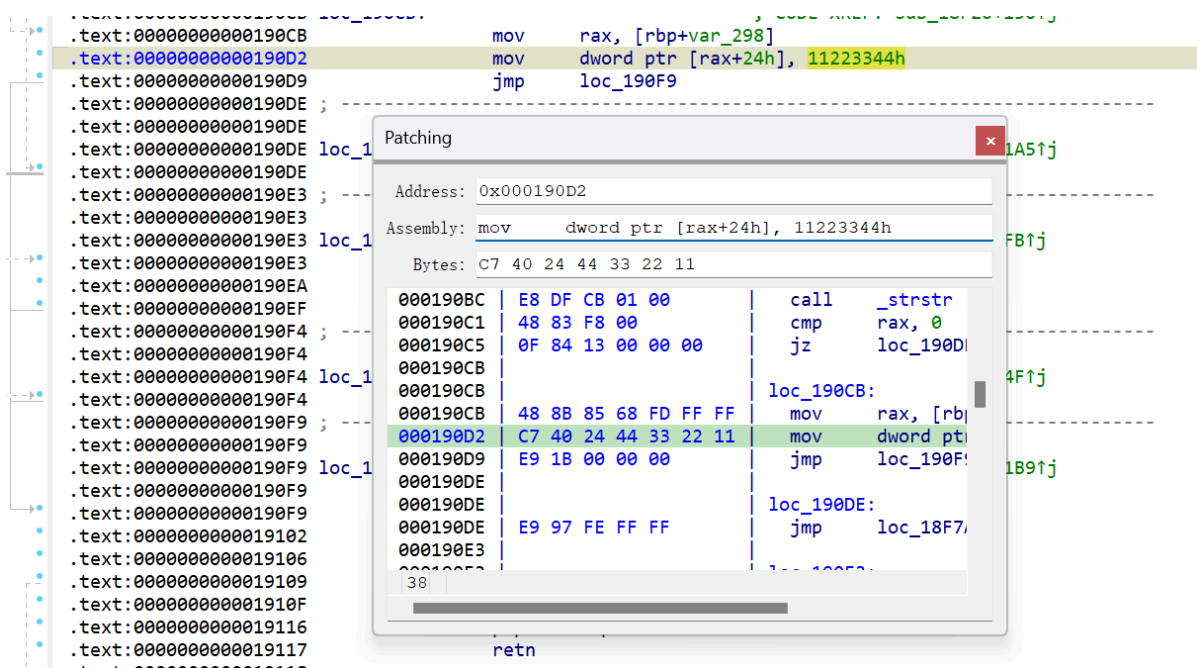 .text:00000000000190CB mov rax, [rbp+var_298]
.text:00000000000190D2 mov dword ptr [rax+24h], 11223344h
.text:00000000000190D9 jmp loc_190F9
.text:00000000000190DE ; ---------------------------------------------------------------------------
.text:00000000000190DE
.text:00000000000190DE loc_1 1A5↑j
.text:00000000000190DE
.text:00000000000190E3 ; ---
.text:00000000000190E3
.text:00000000000190E3 loc_1 FB↑j
.text:00000000000190E3
.text:00000000000190EA
.text:00000000000190EF
.text:00000000000190F4 ; ---
.text:00000000000190F4
.text:00000000000190F4 loc_1 4F↑j
.text:00000000000190F4
.text:00000000000190F9 ; ---
.text:00000000000190F9
.text:00000000000190F9 loc_1 1B9↑j
.text:00000000000190F9
.text:00000000000190F9
.text:0000000000019102
.text:0000000000019106
.text:0000000000019109
.text:000000000001910F
.text:0000000000019116
.text:0000000000019117 retn
Patching
Address: 0x000190D2
Assembly: mov dword ptr [rax+24h], 11223344h
Bytes: C7 40 24 44 33 22 11
000190BC | E8 DF CB 01 00 | call _strstr
000190C1 | 48 83 F8 00 | cmp rax, 0
000190C5 | 0F 84 13 00 00 00 | jz loc_190D
000190CB | |
000190CB | | loc_190CB:
000190CB | 48 8B 85 68 FD FF FF | mov rax, [rb
000190D2 | C7 40 24 44 33 22 11 | mov dword pt
000190D9 | E9 1B 00 00 00 | jmp loc_190F
000190DE | |
000190DE | | loc_190DE:
000190DE | E9 97 FE FF FF | jmp loc_18F7
000190E3 | |
38